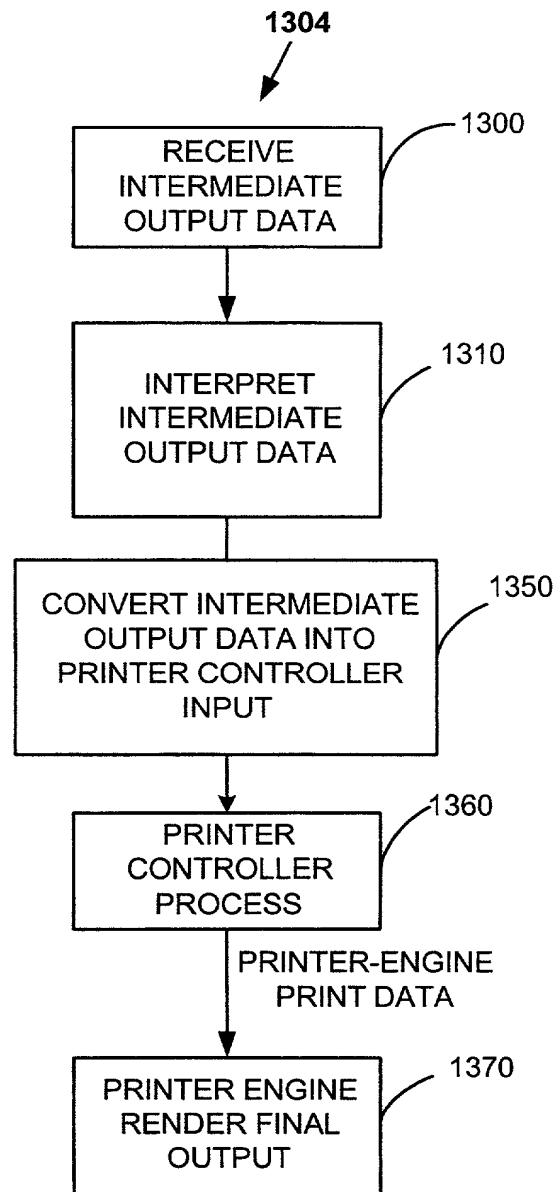 1304
1300
RECEIVE
INTERMEDIATE
OUTPUT DATA
1310
INTERPRET
INTERMEDIATE
OUTPUT DATA
1350
CONVERT INTERMEDIATE
OUTPUT DATA INTO
PRINTER CONTROLLER
INPUT
1360
PRINTER
CONTROLLER
PROCESS
PRINTER-ENGINE
PRINT DATA
1370
PRINTER ENGINE
RENDER FINAL
OUTPUT